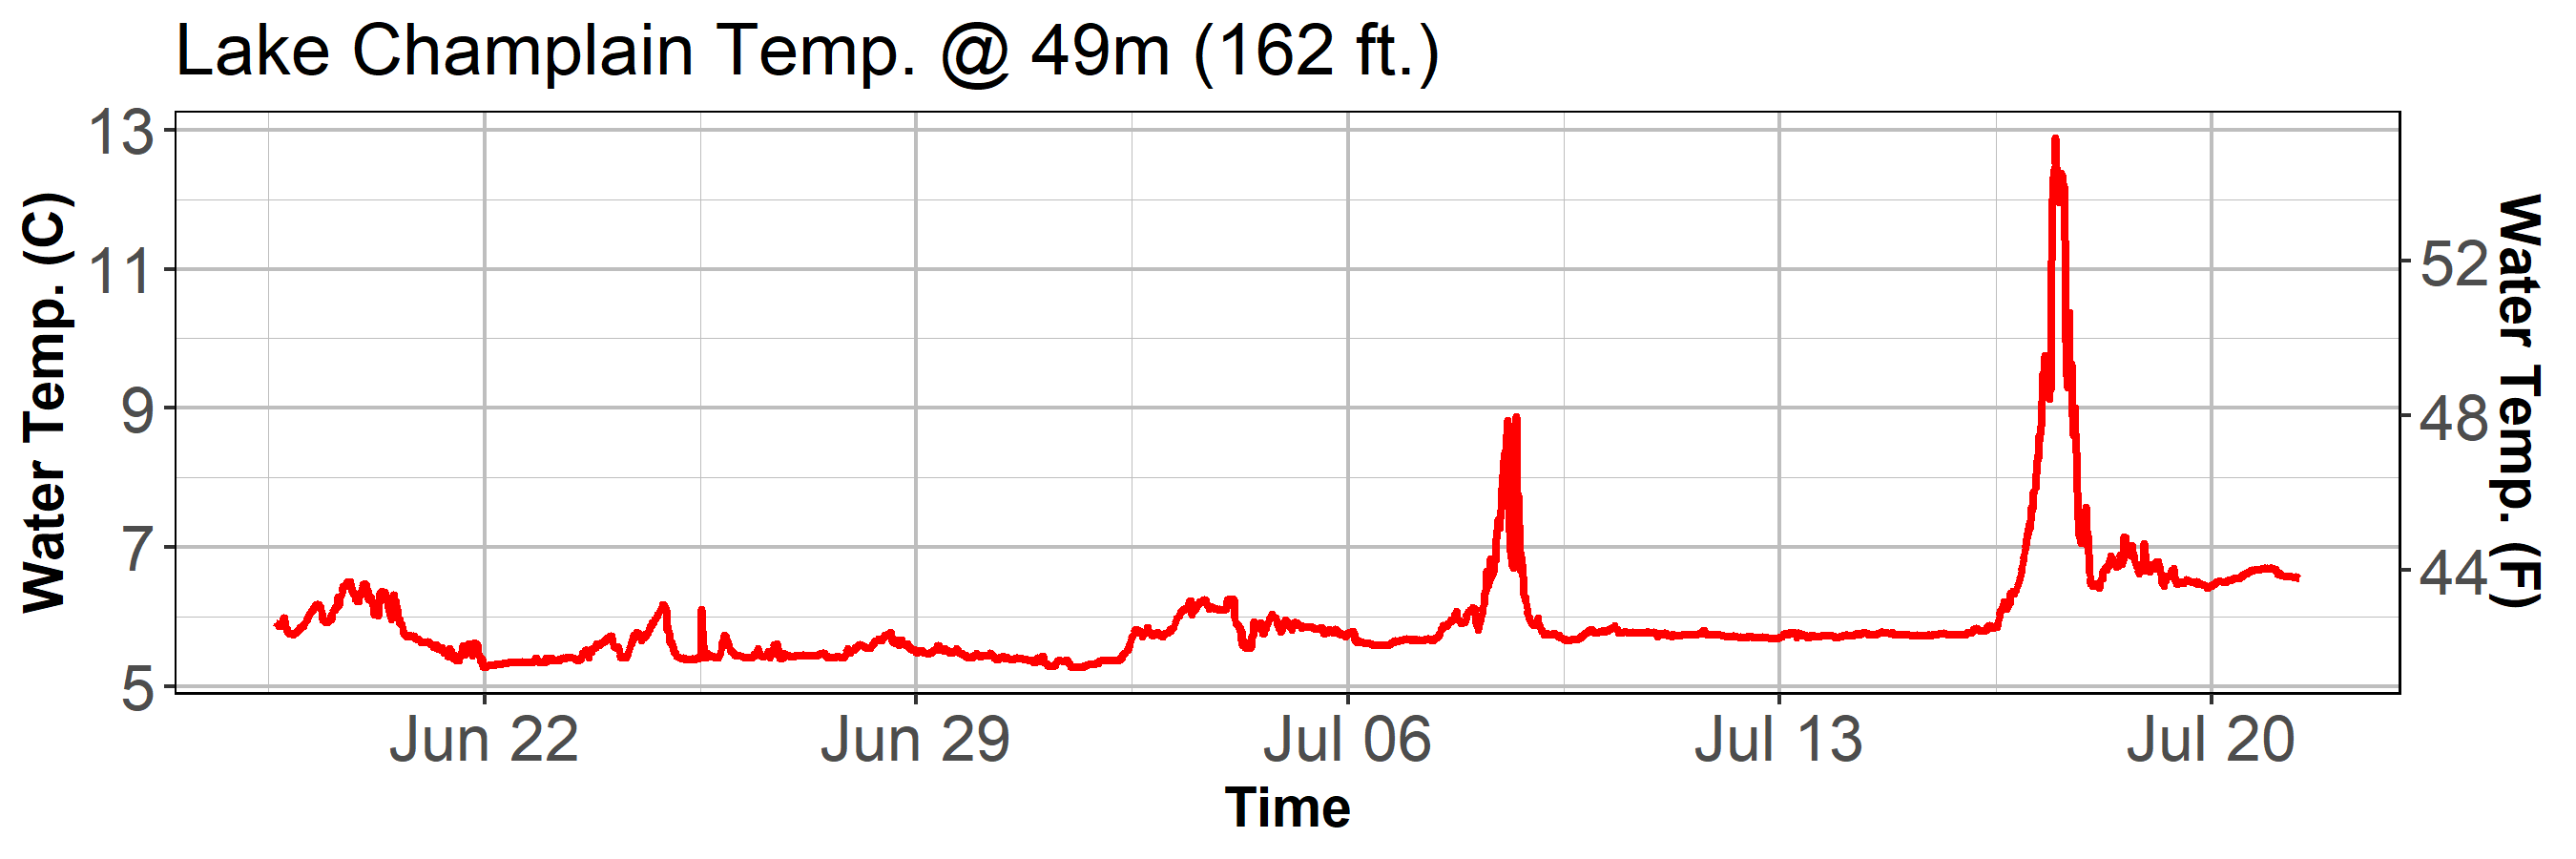 Lake Champlain Temp. @ 49m (162 ft.)
Water Temp. (C)
13
11
9
7
5
52
48
44
Water Temp. (F)
Jun 22 Jun 29 Jul 06 Jul 13 Jul 20
Time